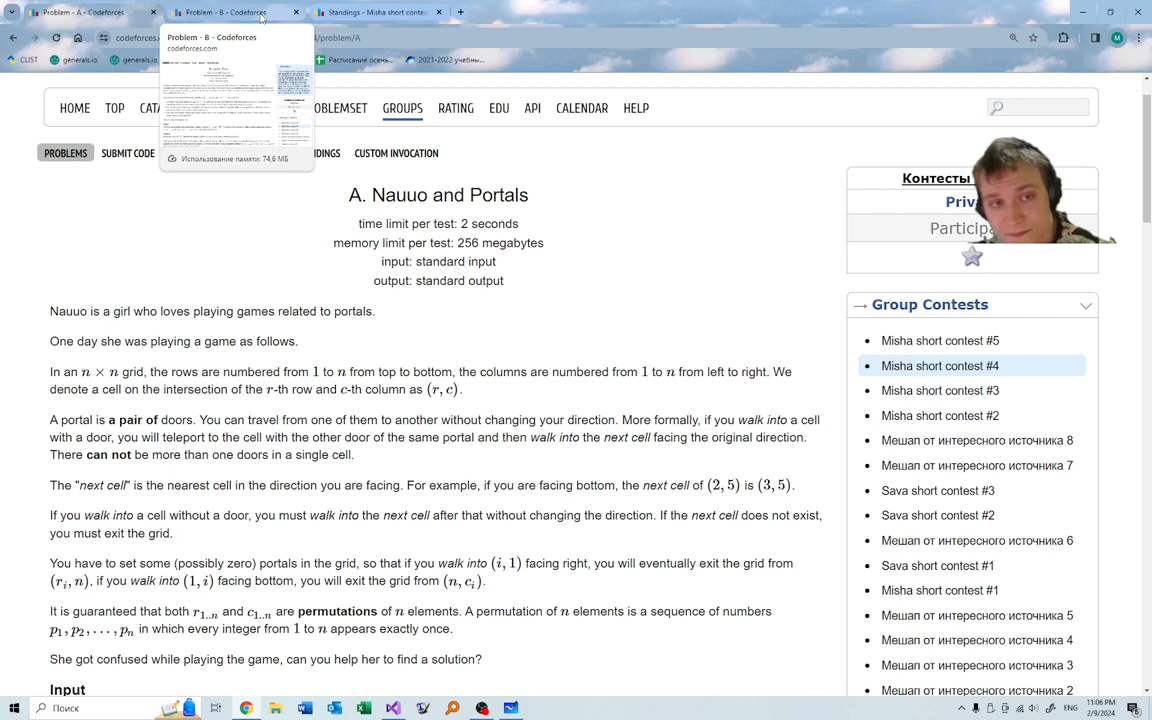 Problem - A - Codeforces
Problem - B - Codeforces
Standings - Misha short contes
codeforces.
4/problem/A
CLIST
generals.io
generals.io
Расписание осень...
2021-2022 учебны...
Problem - B - Codeforces
codeforces.com
Использование памяти: 74,6 МБ
HOME TOP CAT OBLEMSET GROUPS RATING EDU API CALENDAR HELP
PROBLEMS SUBMIT CODE NDINGS CUSTOM INVOCATION
A. Nauuo and Portals
time limit per test: 2 seconds
memory limit per test: 256 megabytes
input: standard input
output: standard output
Nauuo is a girl who loves playing games related to portals.
One day she was playing a game as follows.
In an n × n grid, the rows are numbered from 1 to n from top to bottom, the columns are numbered from 1 to n from left to right. We
denote a cell on the intersection of the r-th row and c-th column as (r, c).
A portal is a pair of doors. You can travel from one of them to another without changing your direction. More formally, if you walk into a cell
with a door, you will teleport to the cell with the other door of the same portal and then walk into the next cell facing the original direction.
There can not be more than one doors in a single cell.
The "next cell" is the nearest cell in the direction you are facing. For example, if you are facing bottom, the next cell of (2, 5) is (3, 5).
If you walk into a cell without a door, you must walk into the next cell after that without changing the direction. If the next cell does not exist,
you must exit the grid.
You have to set some (possibly zero) portals in the grid, so that if you walk into (i, 1) facing right, you will eventually exit the grid from
(rᵢ, n), if you walk into (1, i) facing bottom, you will exit the grid from (n, cᵢ).
It is guaranteed that both r₁..ₙ and c₁..ₙ are permutations of n elements. A permutation of n elements is a sequence of numbers
p₁, p₂, . . . , pₙ in which every integer from 1 to n appears exactly once.
She got confused while playing the game, can you help her to find a solution?
Input
Контесты
Priv
Participa
→ Group Contests
Misha short contest #5
Misha short contest #4
Misha short contest #3
Misha short contest #2
Мешап от интересного источника 8
Мешап от интересного источника 7
Sava short contest #3
Sava short contest #2
Мешап от интересного источника 6
Sava short contest #1
Misha short contest #1
Мешап от интересного источника 5
Мешап от интересного источника 4
Мешап от интересного источника 3
Мешап от интересного источника 2
Поиск
ENG
11:06 PM
2/9/2024